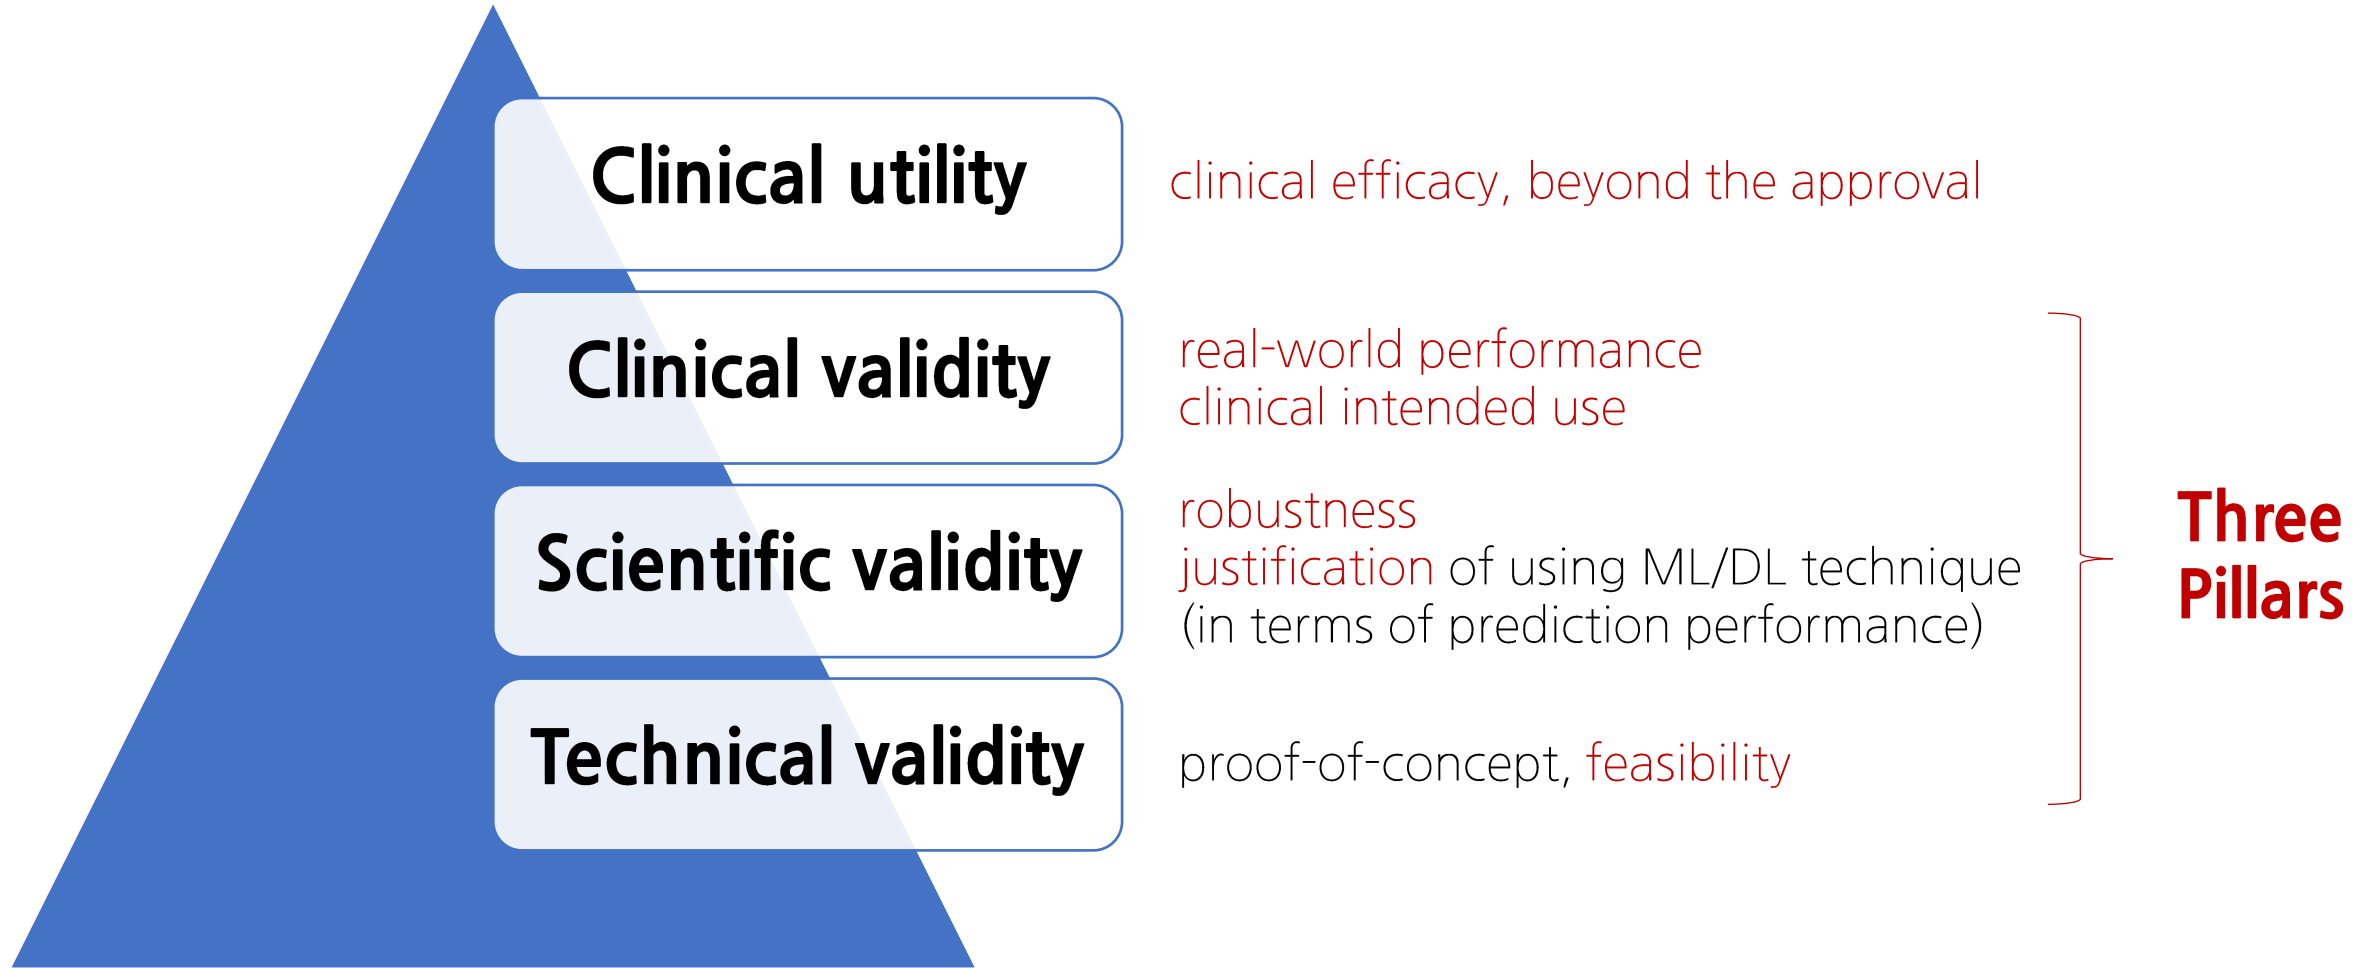 Clinical utility
clinical efficacy, beyond the approval
Clinical validity
real-world performance
clinical intended use
Scientific validity
robustness
justification of using ML/DL technique
(in terms of prediction performance)
Technical validity
proof-of-concept, feasibility
Three
Pillars